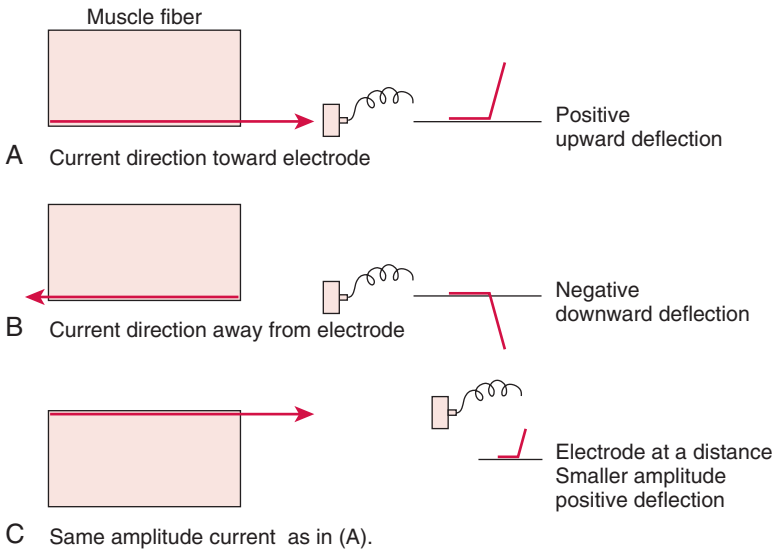 Muscle fiber
Positive
upward deflection
A Current direction toward electrode
Negative
downward deflection
B Current direction away from electrode
Electrode at a distance
Smaller amplitude
positive deflection
C Same amplitude current as in (A).